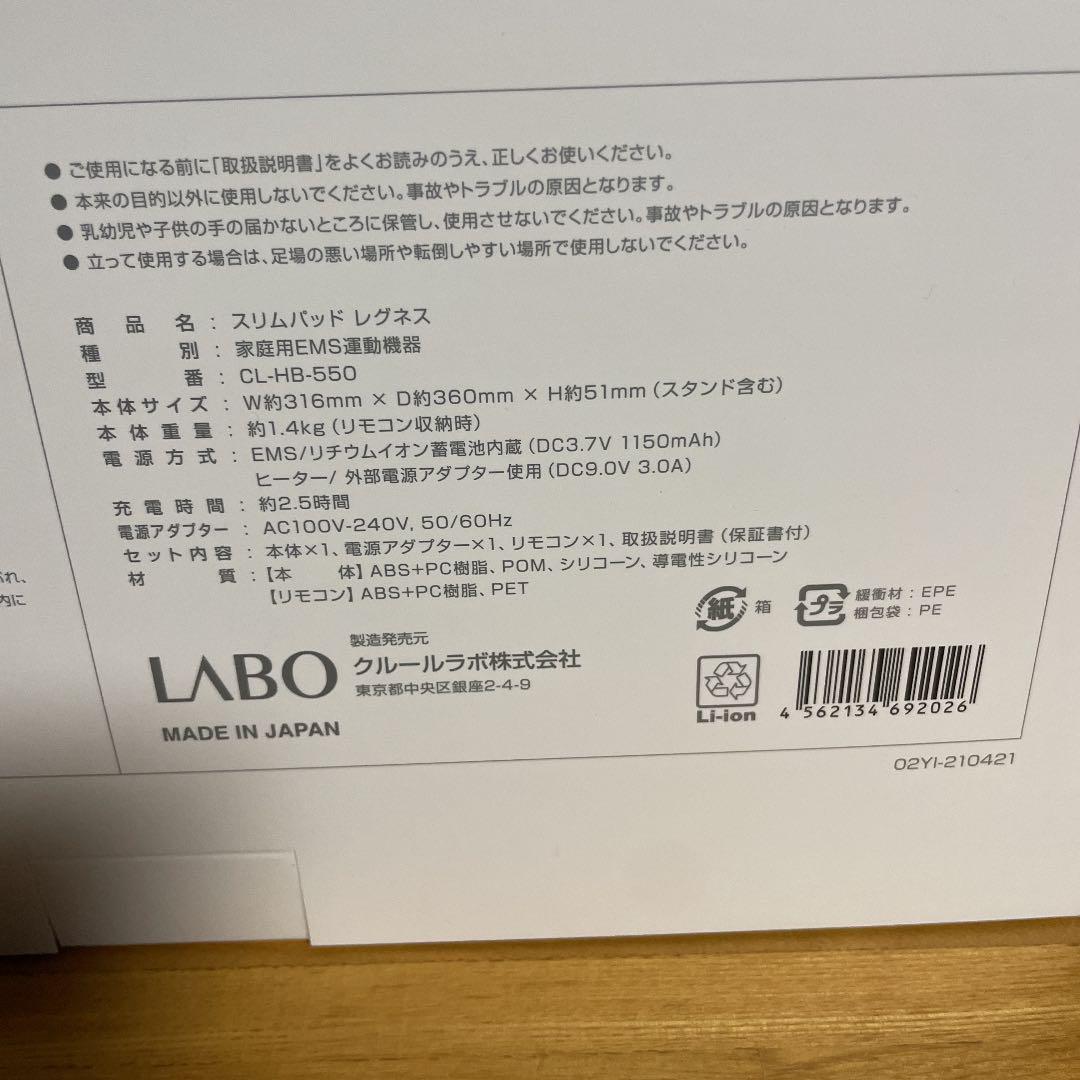 ● ご使用になる前に「取扱説明書」をよくお読みのうえ、正しくお使いください。
● 本来の目的以外に使用しないでください。事故やトラブルの原因となります。
● 乳幼児や子供の手の届かないところに保管し、使用させないでください。事故やトラブルの原因となります。
● 立って使用する場合は、足場の悪い場所や転倒しやすい場所で使用しないでください。
商品名：スリムパッド レグネス
種別：家庭用EMS運動機器
型番：CL-HB-550
本体サイズ：W約316mm × D約360mm × H約51mm（スタンド含む）
本体重量：約1.4kg（リモコン収納時）
電源方式：EMS/リチウムイオン蓄電池内蔵（DC3.7V 1150mAh）
ヒーター/ 外部電源アダプター使用（DC9.0V 3.0A）
充電時間：約2.5時間
電源アダプター：AC100V-240V, 50/60Hz
セット内容：本体×1、電源アダプター×1、リモコン×1、取扱説明書（保証書付）
材質：【本体】ABS+PC樹脂、POM、シリコーン、導電性シリコーン
【リモコン】ABS+PC樹脂、PET
内に
紙 箱
プラ 緩衝材：EPE
梱包袋：PE
製造発売元
LABO クルールラボ株式会社
東京都中央区銀座2-4-9
MADE IN JAPAN
Li-ion
4 562134 692026
02YI-210421